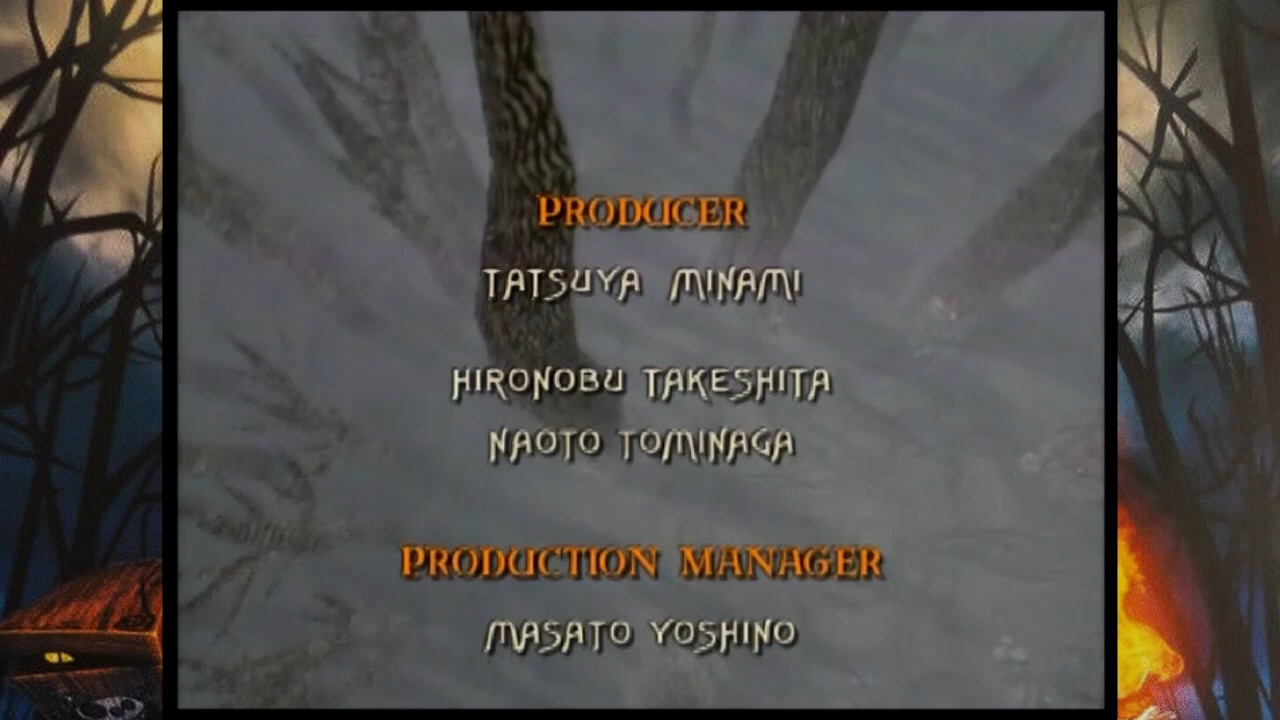 PRODUCER
TATSUYA MINAMI
HIRONOBU TAKESHITA
NAOTO TOMINAGA
PRODUCTION MANAGER
MASATO YOSHINO